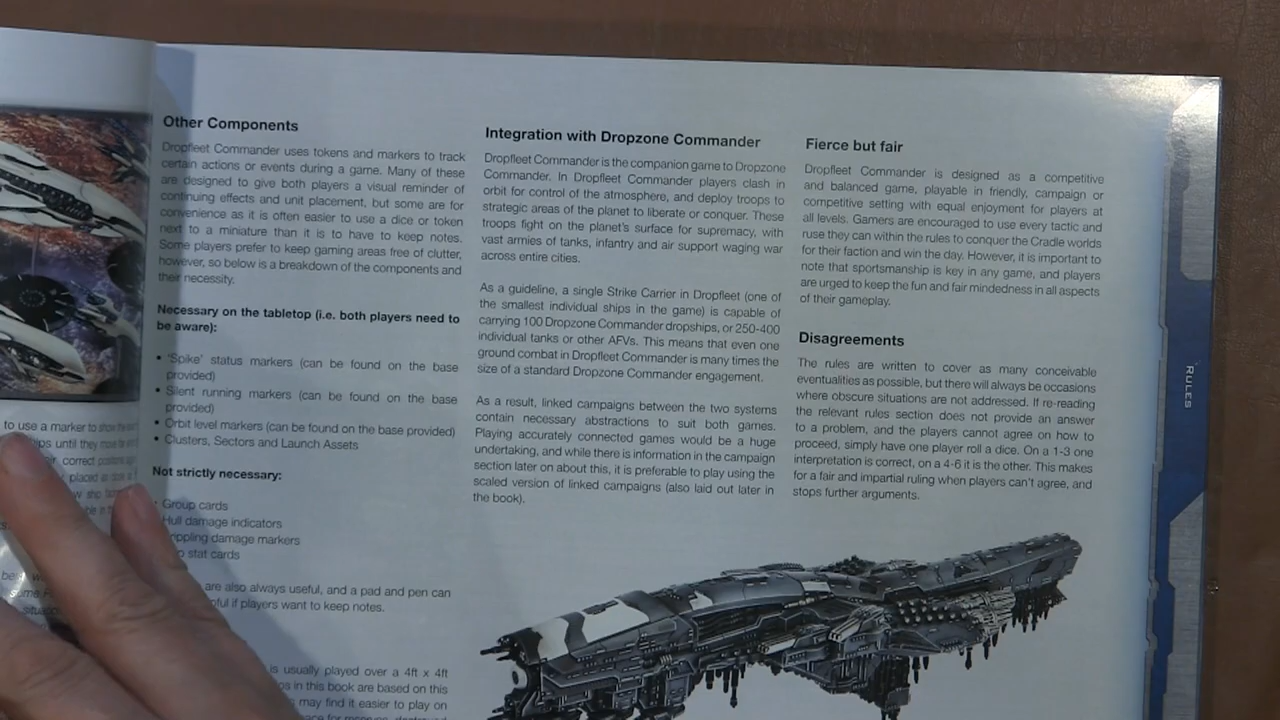 Other Components
Dropfleet Commander uses tokens and markers to track
certain actions or events during a game. Many of these
are designed to give both players a visual reminder of
continuing effects and unit placement, but some are for
convenience as it is often easier to use a dice or token
next to a miniature than it is to have to keep notes.
Some players prefer to keep gaming areas free of clutter,
however, so below is a breakdown of the components and
their necessity.
Necessary on the tabletop (i.e. both players need to
be aware):
• 'Spike' status markers (can be found on the base
provided)
• Silent running markers (can be found on the base
provided)
• Orbit level markers (can be found on the base provided)
• Clusters, Sectors and Launch Assets
Not strictly necessary:
Group cards
Hull damage indicators
damage markers
stat cards
are also always useful, and a pad and pen can
if players want to keep notes.
is usually played over a 4ft x 4ft
in this book are based on this
may find it easier to play on
Integration with Dropzone Commander
Dropfleet Commander is the companion game to Dropzone
Commander. In Dropfleet Commander players clash in
orbit for control of the atmosphere, and deploy troops to
strategic areas of the planet to liberate or conquer. These
troops fight on the planet's surface for supremacy, with
vast armies of tanks, infantry and air support waging war
across entire cities.
As a guideline, a single Strike Carrier in Dropfleet (one of
the smallest individual ships in the game) is capable of
carrying 100 Dropzone Commander dropships, or 250-400
individual tanks or other AFVs. This means that even one
ground combat in Dropfleet Commander is many times the
size of a standard Dropzone Commander engagement.
As a result, linked campaigns between the two systems
contain necessary abstractions to suit both games.
Playing accurately connected games would be a huge
undertaking, and while there is information in the campaign
section later on about this, it is preferable to play using the
scaled version of linked campaigns (also laid out later in
the book).
Fierce but fair
Dropfleet Commander is designed as a competitive
and balanced game, playable in friendly, campaign or
competitive setting with equal enjoyment for players at
all levels. Gamers are encouraged to use every tactic and
ruse they can within the rules to conquer the Cradle worlds
for their faction and win the day. However, it is important to
note that sportsmanship is key in any game, and players
are urged to keep the fun and fair mindedness in all aspects
of their gameplay.
Disagreements
The rules are written to cover as many conceivable
eventualities as possible, but there will always be occasions
where obscure situations are not addressed. If re-reading
the relevant rules section does not provide an answer
to a problem, and the players cannot agree on how to
proceed, simply have one player roll a dice. On a 1-3 one
interpretation is correct, on a 4-6 it is the other. This makes
for a fair and impartial ruling when players can't agree, and
stops further arguments.
RULES
to use a marker to show
until they move
correct
placed